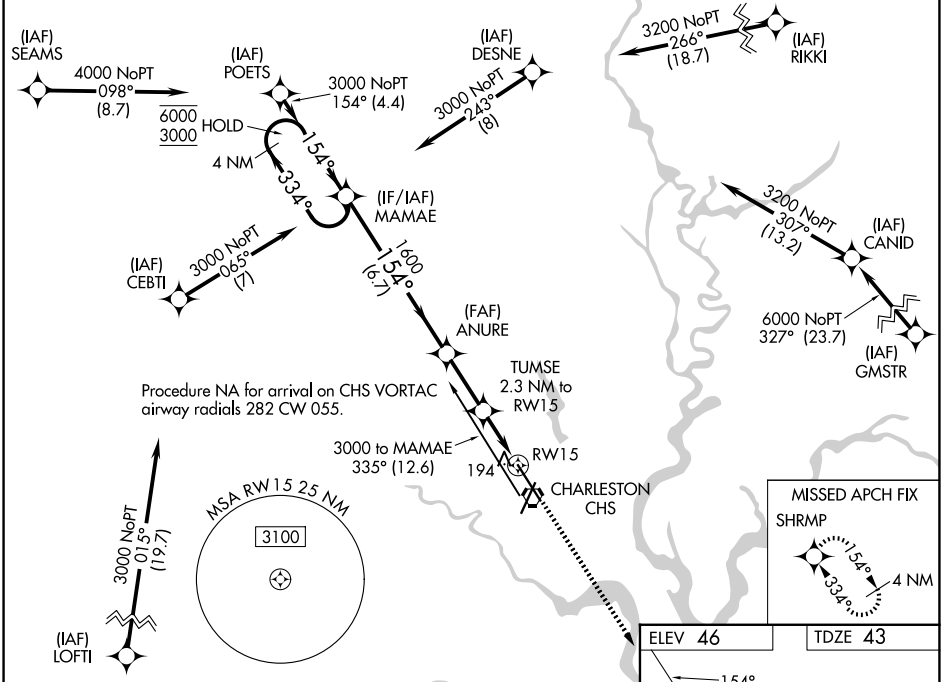 (IAF)
SEAMS
4000 NoPT
098°
(8.7)
(IAF)
POETS
3000 NoPT
154° (4.4)
6000
3000
HOLD
4 NM
154°
334°
(IF/IAF)
MAMAE
(IAF)
DESNE
3000 NoPT
243°
(8)
3200 NoPT
266°
(18.7)
(IAF)
RIKKI
(IAF)
CEBTI
3000 NoPT
065°
(7)
1600
154°
(6.7)
3200 NoPT
307°
(13.2)
(IAF)
CANID
6000 NoPT
327° (23.7)
(IAF)
GMSTR
(FAF)
ANURE
TUMSE
2.3 NM to
RW15
Procedure NA for arrival on CHS VORTAC
airway radials 282 CW 055.
3000 to MAMAE
335° (12.6)
194
RW15
CHARLESTON
CHS
3000 NoPT
015°
(19.7)
(IAF)
LOFTI
MSA RW15 25 NM
3100
MISSED APCH FIX
SHRMP
154°
334°
4 NM
ELEV 46
TDZE 43
154°